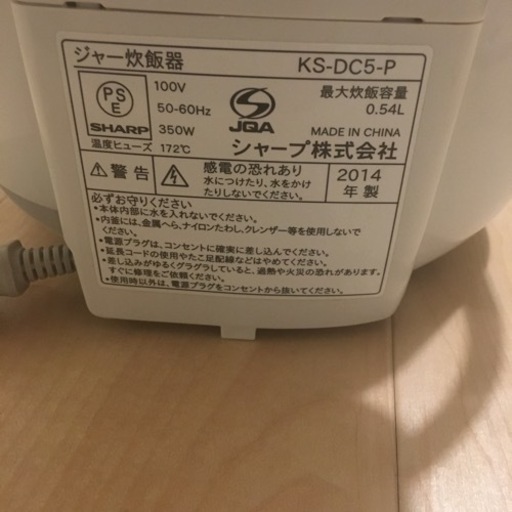 ジャー炊飯器 KS-DC5-P
PSE
SHARP
100V
50-60Hz
350W
JQA
最大炊飯容量
0.54L
MADE IN CHINA
温度ヒューズ 172℃
シャープ株式会社
警告
感電の恐れあり
水につけたり、水をかけ
たりしないでください。
2014
年製
必ずお守りください
•本体内部に水を入れないでください。
•内釜には、金属へら、ナイロンたわし、クレンザー等を使用しないで
ください。
•電源プラグは、コンセントに確実に差し込んでください。
•延長コードの使用やたこ足配線などはやめてください。
•差し込みがゆるくグラグラしていると、過熱や火災の恐れがあります。
すぐに修理をご依頼ください。
•使用時以外は、電源プラグをコンセントから抜いてください。